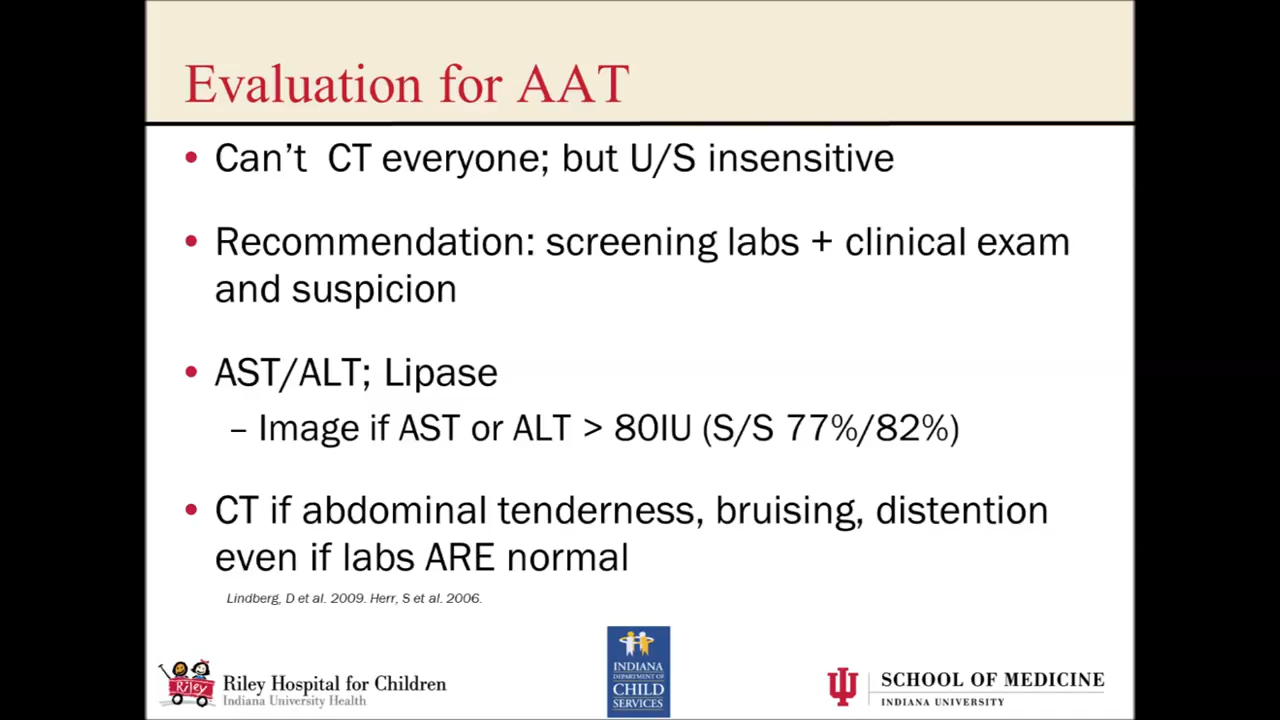 Evaluation for AAT
• Can't CT everyone; but U/S insensitive
• Recommendation: screening labs + clinical exam
and suspicion
• AST/ALT; Lipase
– Image if AST or ALT > 80IU (S/S 77%/82%)
• CT if abdominal tenderness, bruising, distention
even if labs ARE normal
Lindberg, D et al. 2009. Herr, S et al. 2006.
Riley
Riley Hospital for Children
Indiana University Health
INDIANA
DEPARTMENT OF
CHILD
SERVICES
SCHOOL OF MEDICINE
INDIANA UNIVERSITY